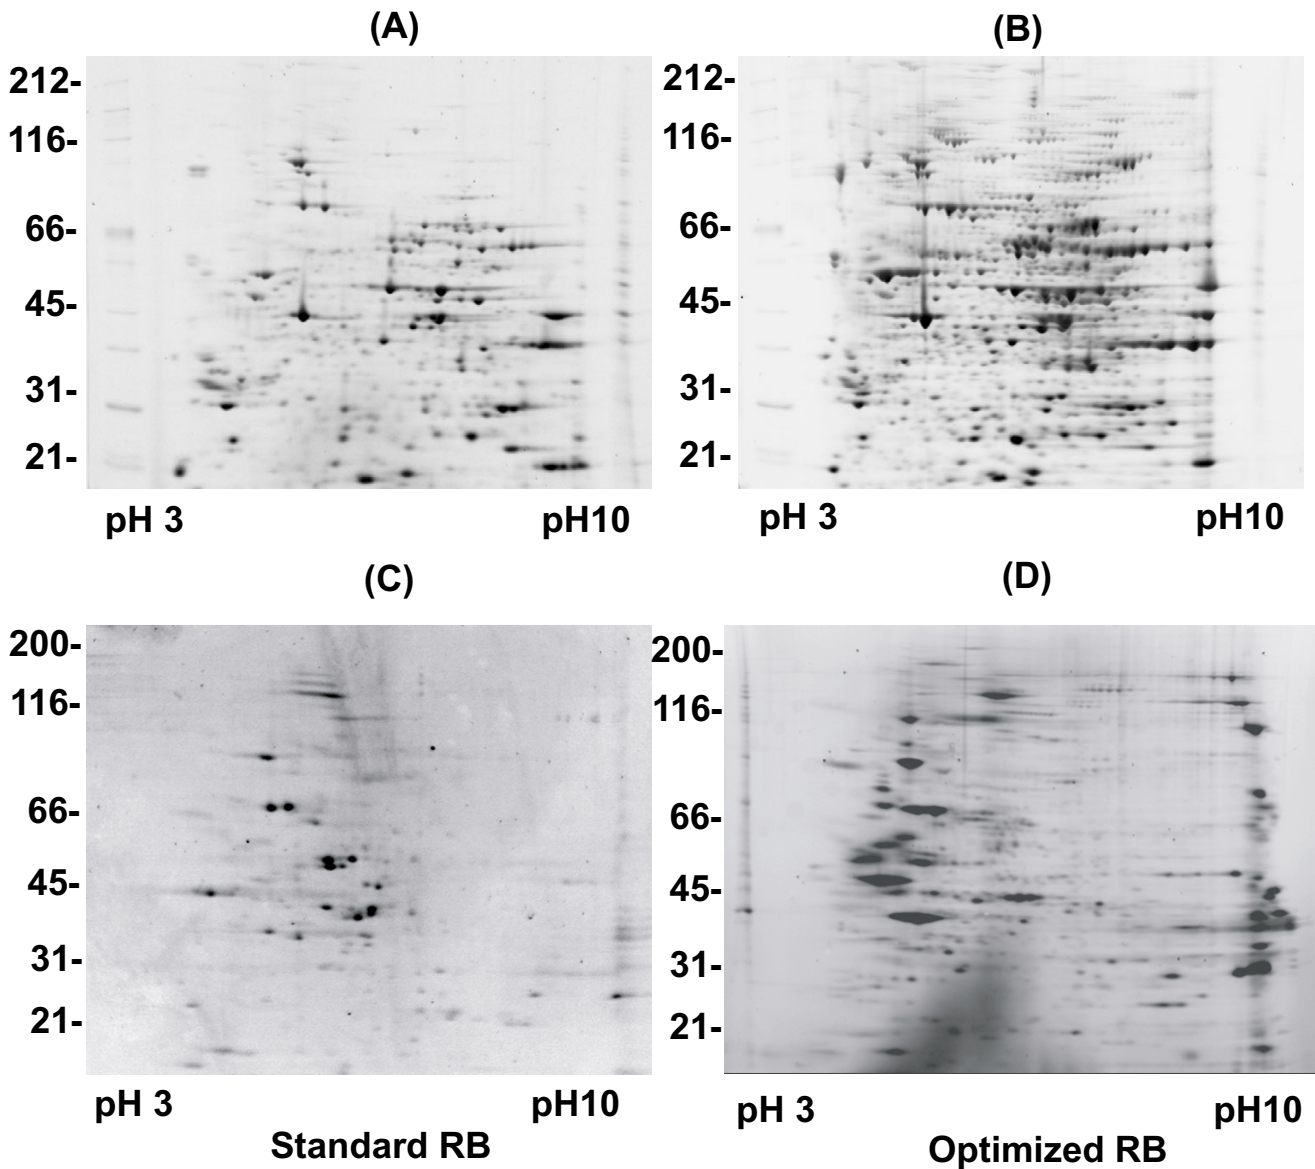 (A)
212-
116-
66-
45-
31-
21-
pH 3 pH10
(B)
212-
116-
66-
45-
31-
21-
pH 3 pH10
(C)
200-
116-
66-
45-
31-
21-
pH 3 pH10
Standard RB
(D)
200-
116-
66-
45-
31-
21-
pH 3 pH10
Optimized RB